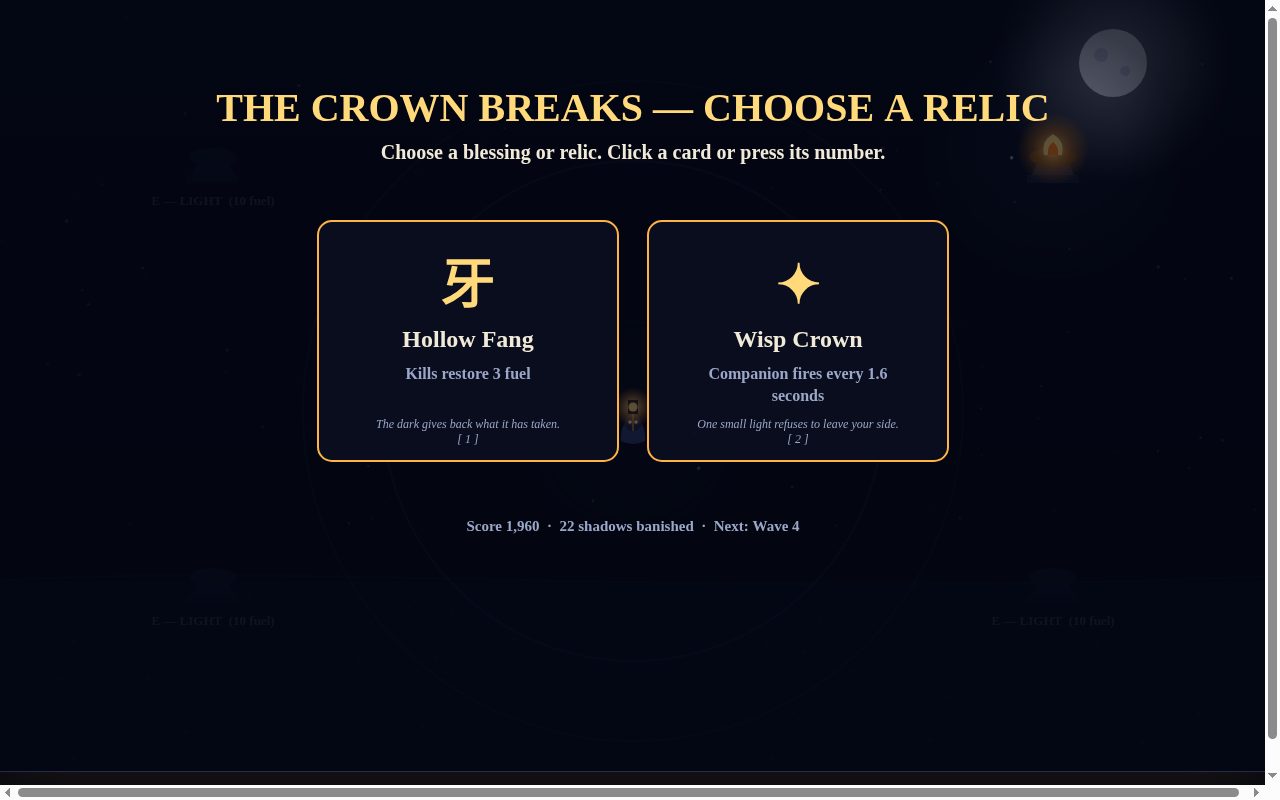 THE CROWN BREAKS — CHOOSE A RELIC
Choose a blessing or relic. Click a card or press its number.
E — LIGHT (10 fuel)
牙
Hollow Fang
Kills restore 3 fuel
The dark gives back what it has taken.
[ 1 ]
✦
Wisp Crown
Companion fires every 1.6
seconds
One small light refuses to leave your side.
[ 2 ]
Score 1,960 · 22 shadows banished · Next: Wave 4
E — LIGHT (10 fuel)
E — LIGHT (10 fuel)